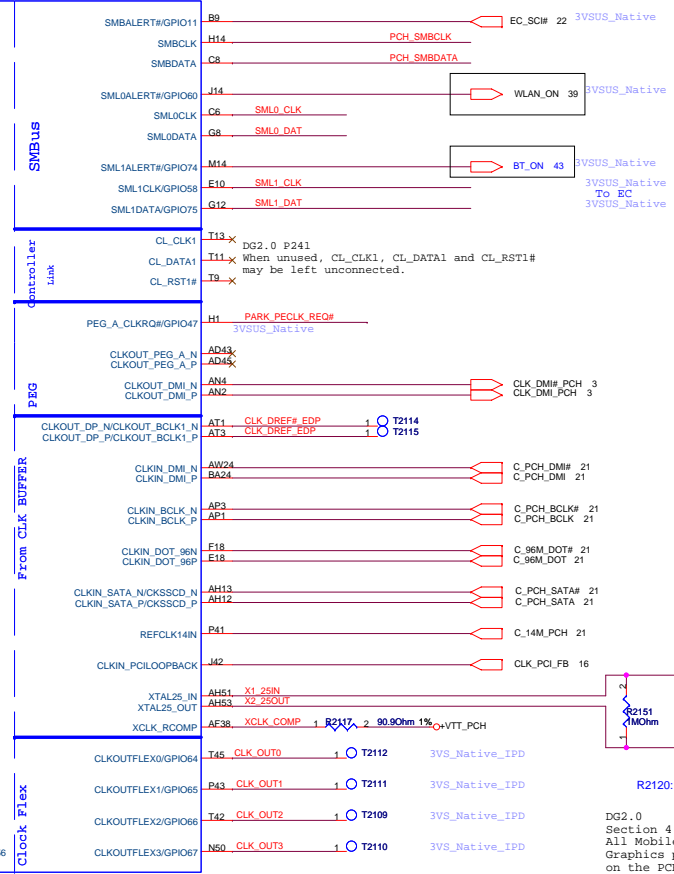 SMBALERT#/GPIO11 B9 EC_SCI# 22 3VSUS_Native
SMBCLK H14 PCH_SMBCLK
SMBDATA C8 PCH_SMBDATA
SML0ALERT#/GPIO60 J14 WLAN_ON 39 3VSUS_Native
SML0CLK C6 SML0_CLK
SML0DATA G8 SML0_DAT
SML1ALERT#/GPIO74 M14 BT_ON 43 3VSUS_Native
SML1CLK/GPIO58 E10 SML1_CLK 3VSUS_Native
To EC
SML1DATA/GPIO75 G12 SML1_DAT 3VSUS_Native
SMBus
CL_CLK1 T13
DG2.0 P241
CL_DATA1 T11 When unused, CL_CLK1, CL_DATA1 and CL_RST1#
may be left unconnected.
CL_RST1# T9
Controller
Link
PEG_A_CLKRQ#/GPIO47 H1 PARK_PECLK_REQ#
3VSUS_Native
CLKOUT_PEG_A_N AD43
CLKOUT_PEG_A_P AD45
CLKOUT_DMI_N AN4 CLK_DMI#_PCH 3
CLKOUT_DMI_P AN2 CLK_DMI_PCH 3
PEG
CLKOUT_DP_N/CLKOUT_BCLK1_N AT1 CLK_DREF#_EDP 1 T2114
CLKOUT_DP_P/CLKOUT_BCLK1_P AT3 CLK_DREF_EDP 1 T2115
CLKIN_DMI_N AW24 C_PCH_DMI# 21
CLKIN_DMI_P BA24 C_PCH_DMI 21
CLKIN_BCLK_N AP3 C_PCH_BCLK# 21
CLKIN_BCLK_P AP1 C_PCH_BCLK 21
CLKIN_DOT_96N F18 C_96M_DOT# 21
CLKIN_DOT_96P E18 C_96M_DOT 21
CLKIN_SATA_N/CKSSCD_N AH13 C_PCH_SATA# 21
CLKIN_SATA_P/CKSSCD_P AH12 C_PCH_SATA 21
REFCLK14IN P41 C_14M_PCH 21
CLKIN_PCILOOPBACK J42 CLK_PCI_FB 16
XTAL25_IN AH51 X1_25IN
XTAL25_OUT AH53 X2_25OUT
XCLK_RCOMP AF38 XCLK_COMP 1 R2117 2 90.9Ohm 1% +VTT_PCH
2
R2151
1MOhm
1
From CLK BUFFER
CLKOUTFLEX0/GPIO64 T45 CLK_OUT0 1 T2112 3VS_Native_IPD
CLKOUTFLEX1/GPIO65 P43 CLK_OUT1 1 T2111 3VS_Native_IPD
CLKOUTFLEX2/GPIO66 T42 CLK_OUT2 1 T2109 3VS_Native_IPD
CLKOUTFLEX3/GPIO67 N50 CLK_OUT3 1 T2110 3VS_Native_IPD
Clock Flex
R2120:
DG2.0
Section 4
All Mobile
Graphics p
on the PCH